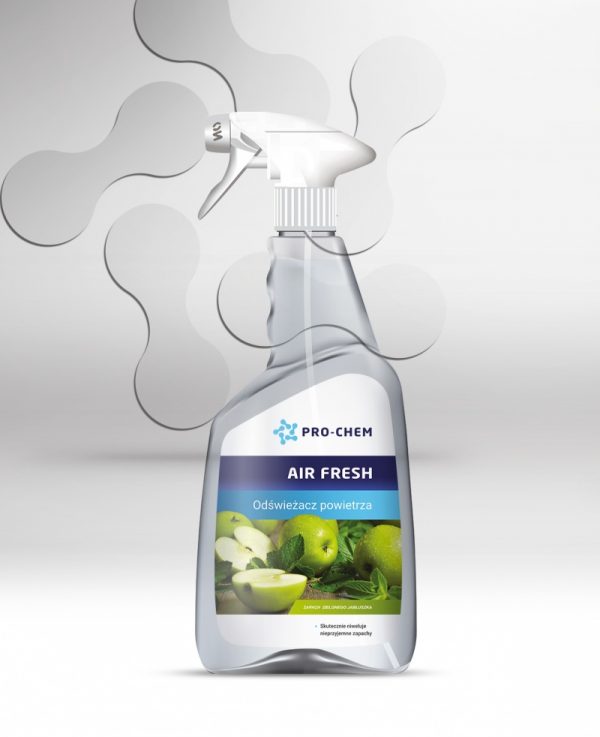 PRO-CHEM
AIR FRESH
Odświeżacz powietrza
ZAPACH ZIELONEGO JABŁUSZKA
• Skutecznie niweluje
nieprzyjemne zapachy